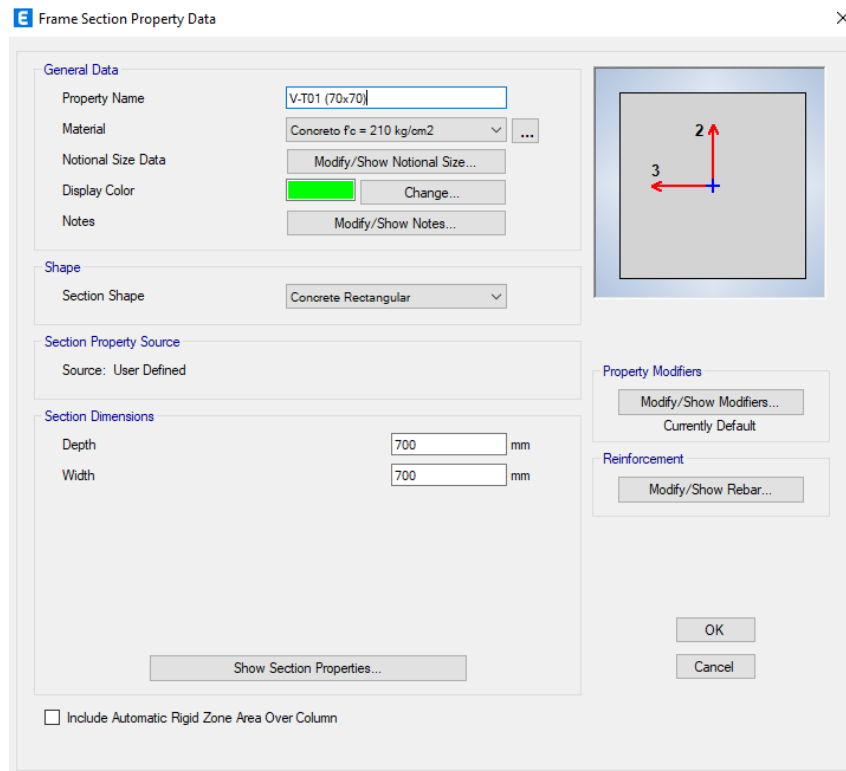 E Frame Section Property Data
General Data
Property Name V-T01 (70x70)
Material Concreto f'c = 210 kg/cm2 ...
Notional Size Data Modify/Show Notional Size...
Display Color Change...
Notes Modify/Show Notes...
2
3
Shape
Section Shape Concrete Rectangular
Section Property Source
Source: User Defined
Property Modifiers
Modify/Show Modifiers...
Currently Default
Section Dimensions
Depth 700 mm
Width 700 mm
Reinforcement
Modify/Show Rebar...
OK
Show Section Properties...
Cancel
Include Automatic Rigid Zone Area Over Column